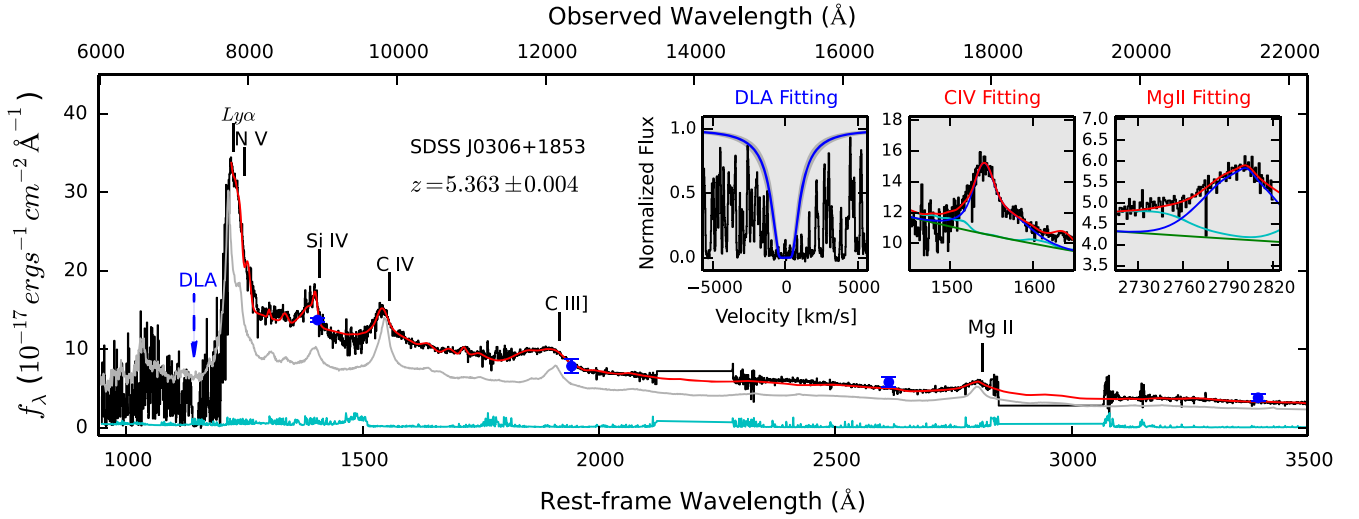 Observed Wavelength (Å)
6000 8000 10000 12000 14000 16000 18000 20000 22000
f_λ (10^{-17} ergs^{-1} cm^{-2} Å^{-1})
40
30
20
10
0
Lyα
N V
DLA
Si IV
C IV
C III]
Mg II
SDSS J0306+1853
z=5.363 ±0.004
DLA Fitting
Normalized Flux
1.0
0.5
0.0
−5000 0 5000
Velocity [km/s]
CIV Fitting
18
16
14
12
10
1500 1600
MgII Fitting
7.0
6.5
6.0
5.5
5.0
4.5
4.0
3.5
2730 2760 2790 2820
1000 1500 2000 2500 3000 3500
Rest-frame Wavelength (Å)